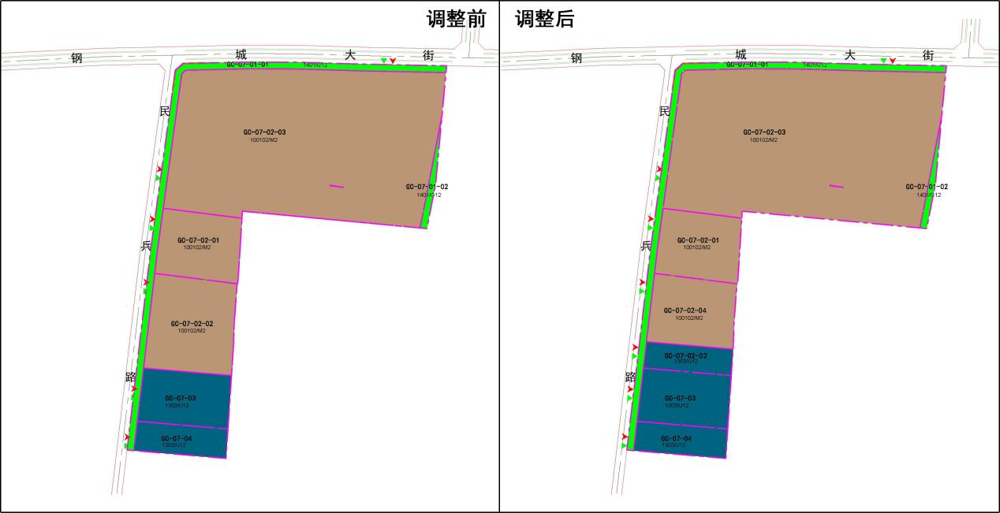 调整前
钢 城 大 街
GC-07-01-01 1401/G12
民
GC-07-02-03
100102/M2
GC-07-01-02
1401/G12
GC-07-02-01
100102/M2
兵
GC-07-02-02
100102/M2
路
GC-07-03
1303/U12
GC-07-04
1303/U12
调整后
钢 城 大 街
GC-07-01-01 1401/G12
民
GC-07-02-03
100102/M2
GC-07-01-02
1401/G12
GC-07-02-01
100102/M2
兵
GC-07-02-04
100102/M2
GC-07-02-02
1303/U12
路
GC-07-03
1303/U12
GC-07-04
1303/U12